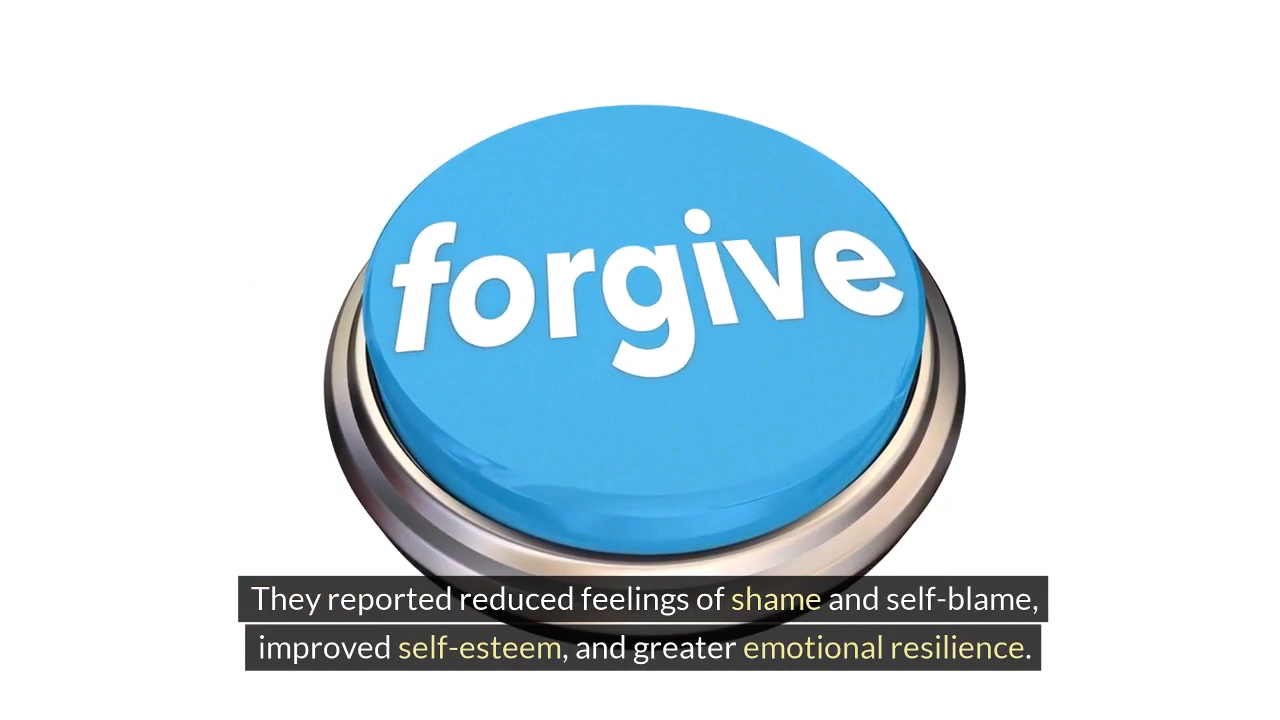 forgive
They reported reduced feelings of shame and self-blame,
improved self-esteem, and greater emotional resilience.